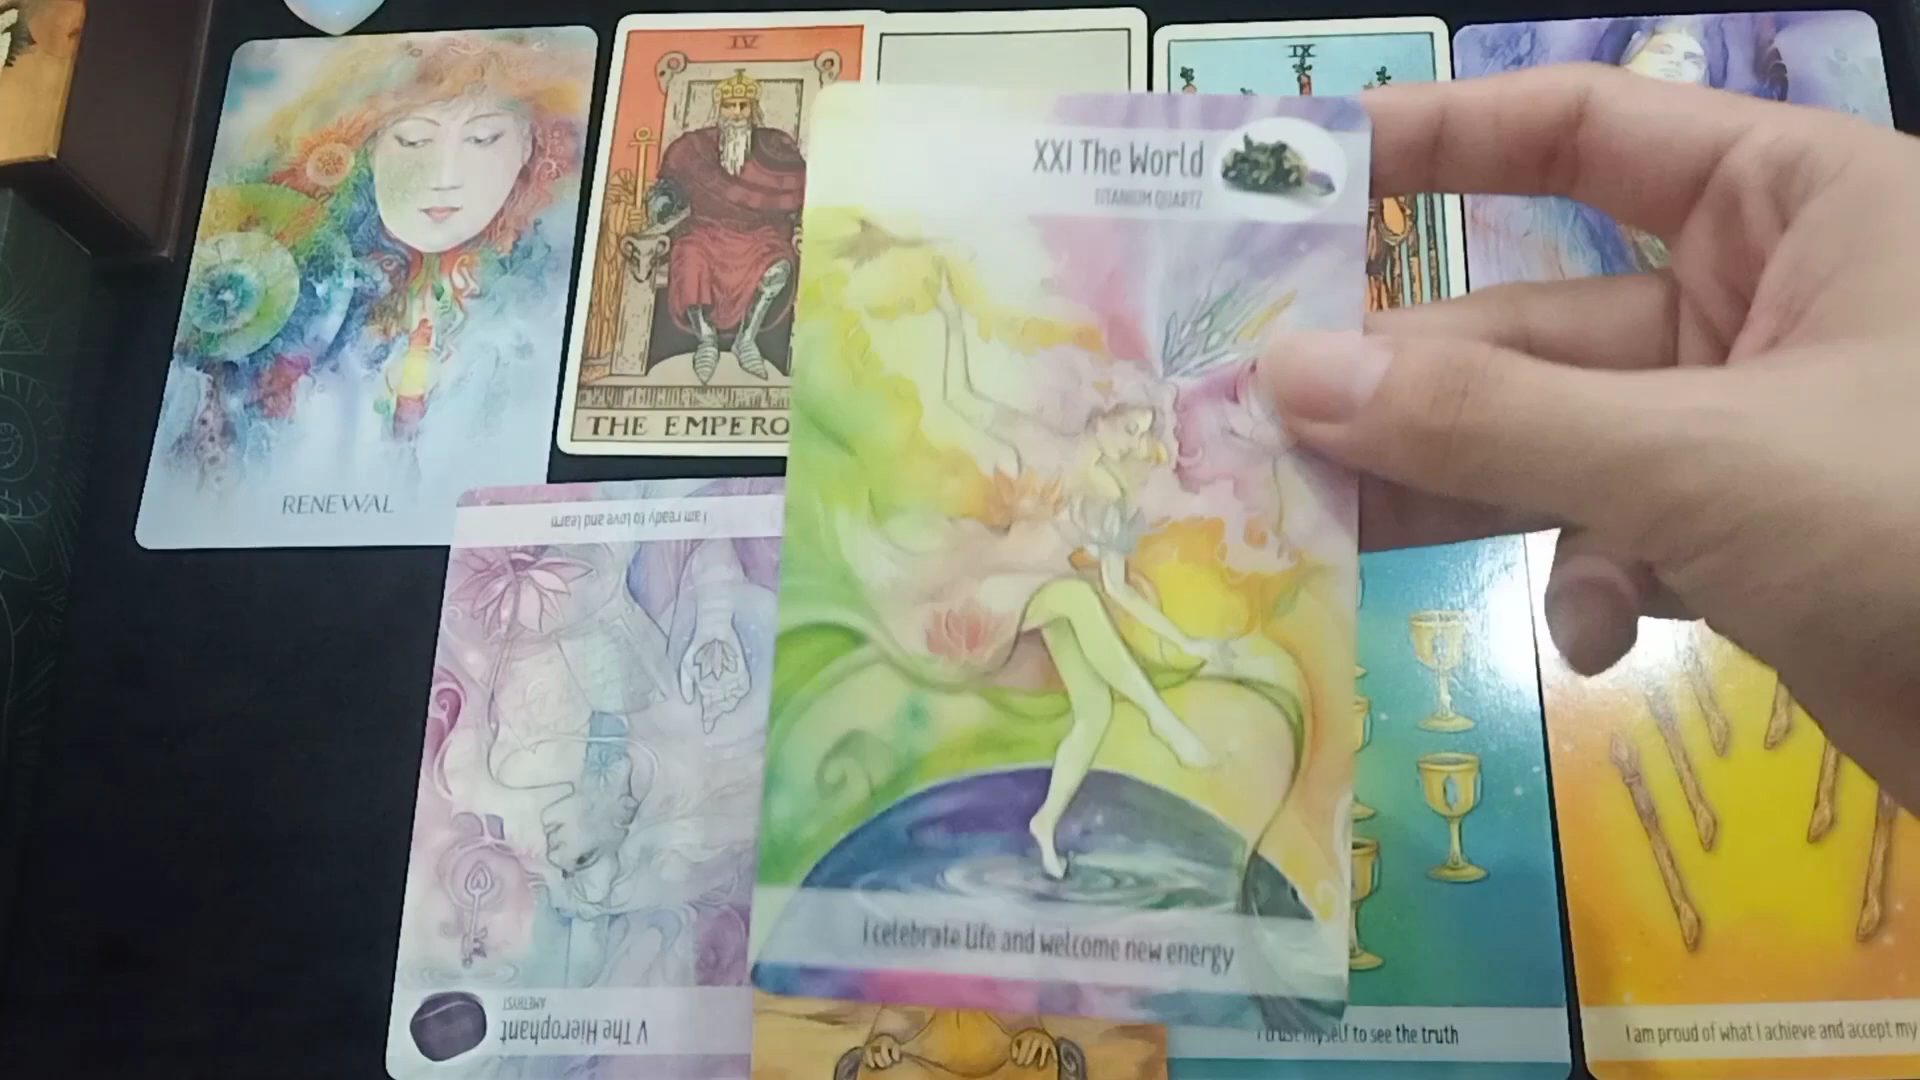 IV
IX
XXI The World
TITANIUM QUARTZ
THE EMPERO
RENEWAL
I am ready to love and learn
I celebrate life and welcome new energy
AMETHYST
V The Hierophant
I trust myself to see the truth
I am proud of what I achieve and accept my